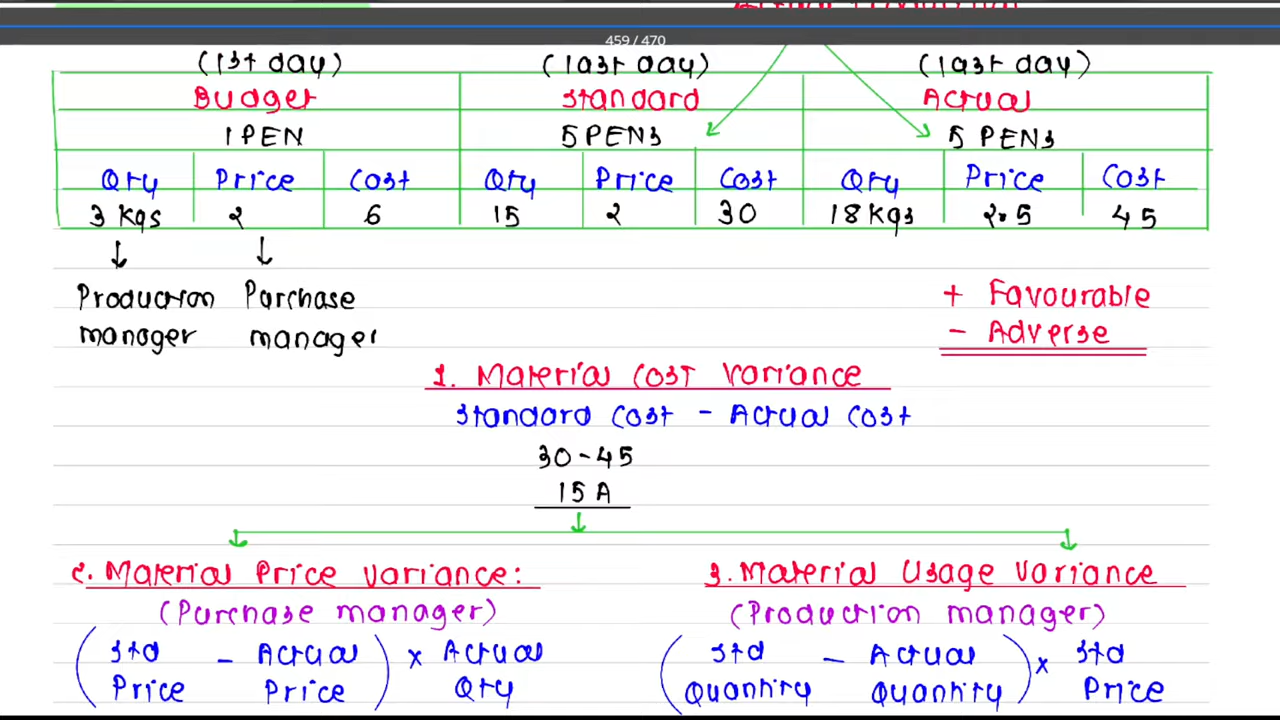 459 / 470
(1st day) (last day) (last day)
Budget Standard Actual
1 PEN 5 PENS 5 PENS
Qty Price Cost Qty Price Cost Qty Price Cost
3 Kgs 2 6 15 2 30 18 Kgs 2.5 45
Production Purchase
manager manager
+ Favourable
- Adverse
1. Material Cost Variance
Standard Cost - Actual Cost
30-45
15 A
2. Material Price Variance: 3. Material Usage Variance
(Purchase manager) (Production manager)
(Std - Actual) x Actual (Std - Actual) x Std
Price Price Qty Quantity Quantity Price